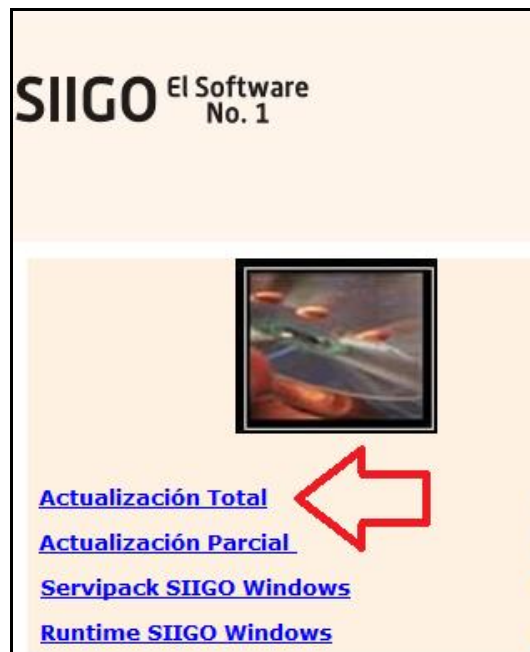 SIIGO El Software
No. 1
Actualización Total
Actualización Parcial
Servipack SIIGO Windows
Runtime SIIGO Windows